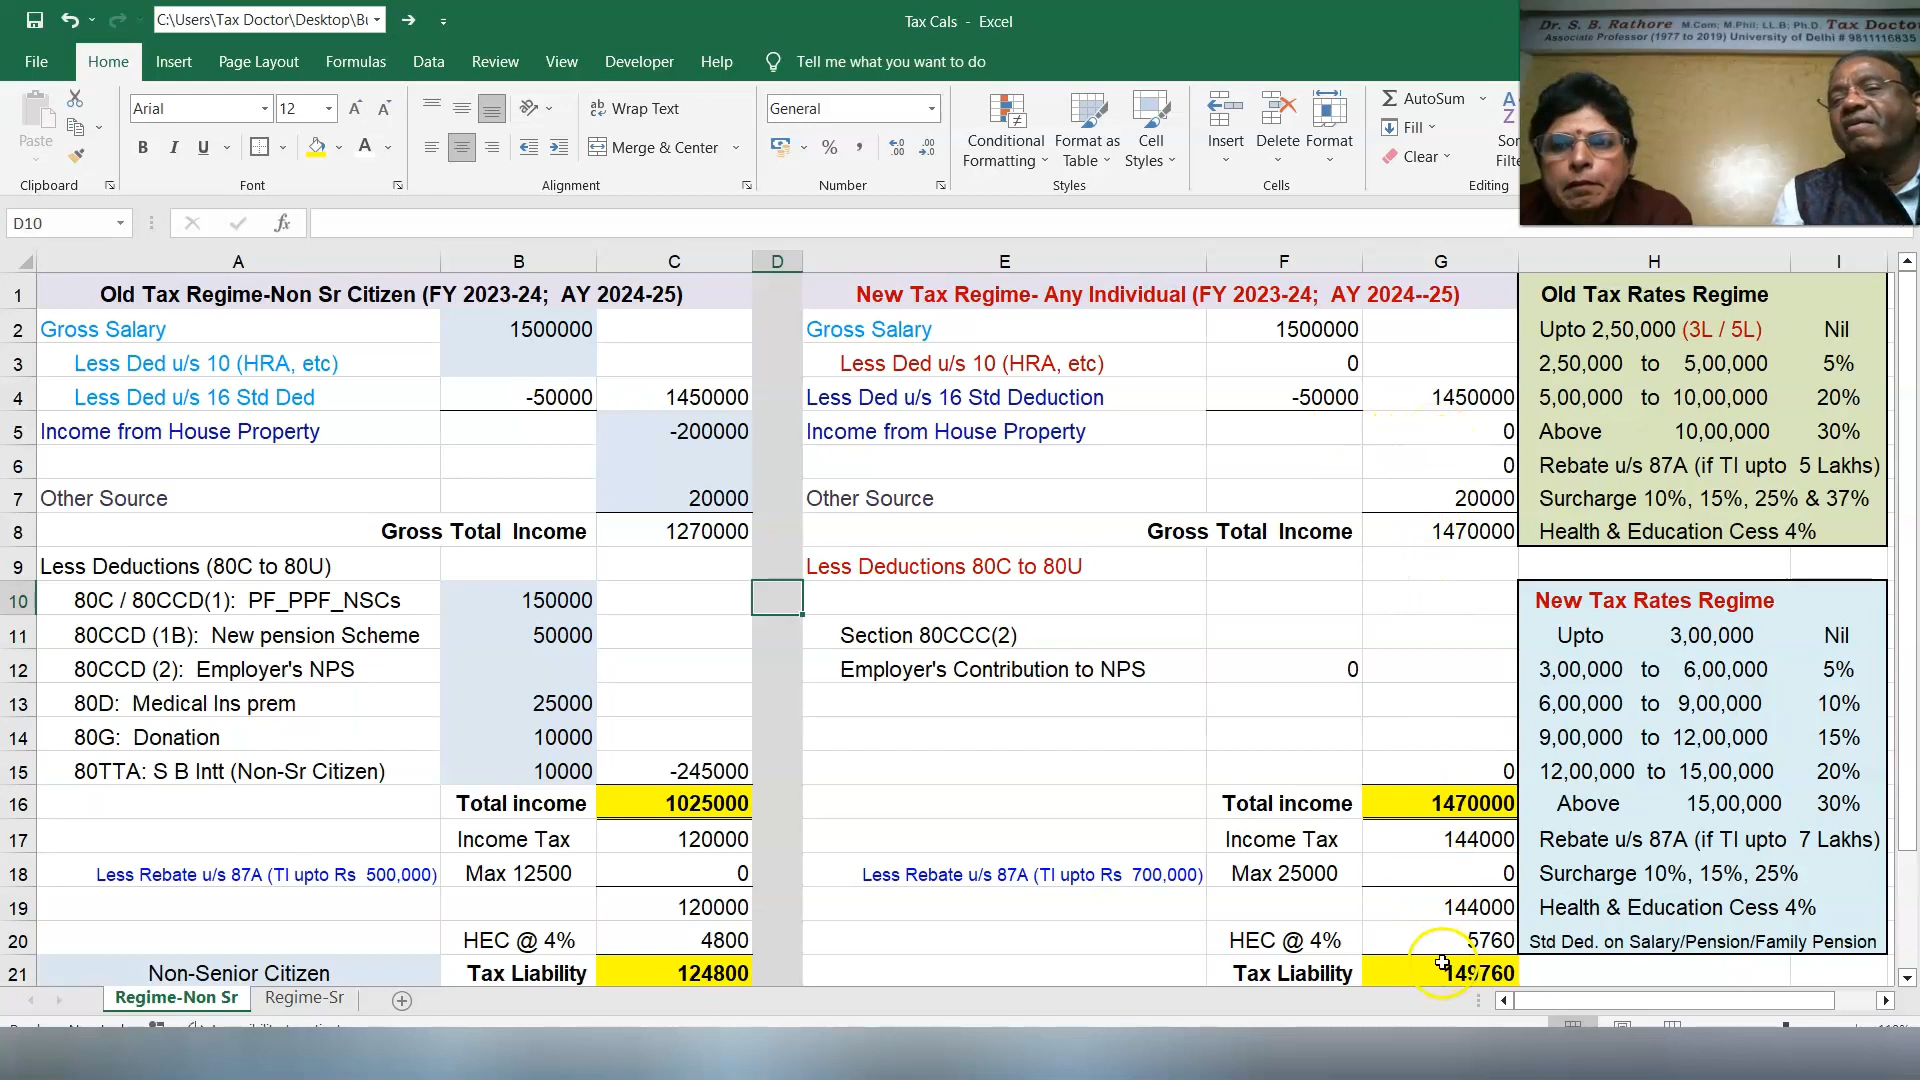 C:\Users\Tax Doctor\Desktop\Bu
Tax Cals - Excel
Dr. S. B. Rathore M.Com; M.Phil; LL.B; Ph.D. Tax Doctor
Associate Professor (1977 to 2019) University of Delhi # 9811116835
File Home Insert Page Layout Formulas Data Review View Developer Help Tell me what you want to do
Arial 12 Wrap Text General AutoSum
Paste Merge & Center Conditional Formatting Format as Table Cell Styles Insert Delete Format Fill Clear
Clipboard Font Alignment Number Styles Cells Editing
D10 fx
A B C D E F G H I
1 Old Tax Regime-Non Sr Citizen (FY 2023-24; AY 2024-25) New Tax Regime- Any Individual (FY 2023-24; AY 2024--25) Old Tax Rates Regime
2 Gross Salary 1500000 Gross Salary 1500000 Upto 2,50,000 (3L / 5L) Nil
3 Less Ded u/s 10 (HRA, etc) Less Ded u/s 10 (HRA, etc) 0 2,50,000 to 5,00,000 5%
4 Less Ded u/s 16 Std Ded -50000 1450000 Less Ded u/s 16 Std Deduction -50000 1450000 5,00,000 to 10,00,000 20%
5 Income from House Property -200000 Income from House Property 0 Above 10,00,000 30%
6 0 Rebate u/s 87A (if TI upto 5 Lakhs)
7 Other Source 20000 Other Source 20000 Surcharge 10%, 15%, 25% & 37%
8 Gross Total Income 1270000 Gross Total Income 1470000 Health & Education Cess 4%
9 Less Deductions (80C to 80U) Less Deductions 80C to 80U
10 80C / 80CCD(1): PF_PPF_NSCs 150000 New Tax Rates Regime
11 80CCD (1B): New pension Scheme 50000 Section 80CCC(2) Upto 3,00,000 Nil
12 80CCD (2): Employer's NPS Employer's Contribution to NPS 0 3,00,000 to 6,00,000 5%
13 80D: Medical Ins prem 25000 6,00,000 to 9,00,000 10%
14 80G: Donation 10000 9,00,000 to 12,00,000 15%
15 80TTA: S B Intt (Non-Sr Citizen) 10000 -245000 0 12,00,000 to 15,00,000 20%
16 Total income 1025000 Total income 1470000 Above 15,00,000 30%
17 Income Tax 120000 Income Tax 144000 Rebate u/s 87A (if TI upto 7 Lakhs)
18 Less Rebate u/s 87A (TI upto Rs 500,000) Max 12500 0 Less Rebate u/s 87A (TI upto Rs 700,000) Max 25000 0 Surcharge 10%, 15%, 25%
19 120000 144000 Health & Education Cess 4%
20 HEC @ 4% 4800 HEC @ 4% 5760 Std Ded. on Salary/Pension/Family Pension
21 Non-Senior Citizen Tax Liability 124800 Tax Liability 149760
Regime-Non Sr Regime-Sr